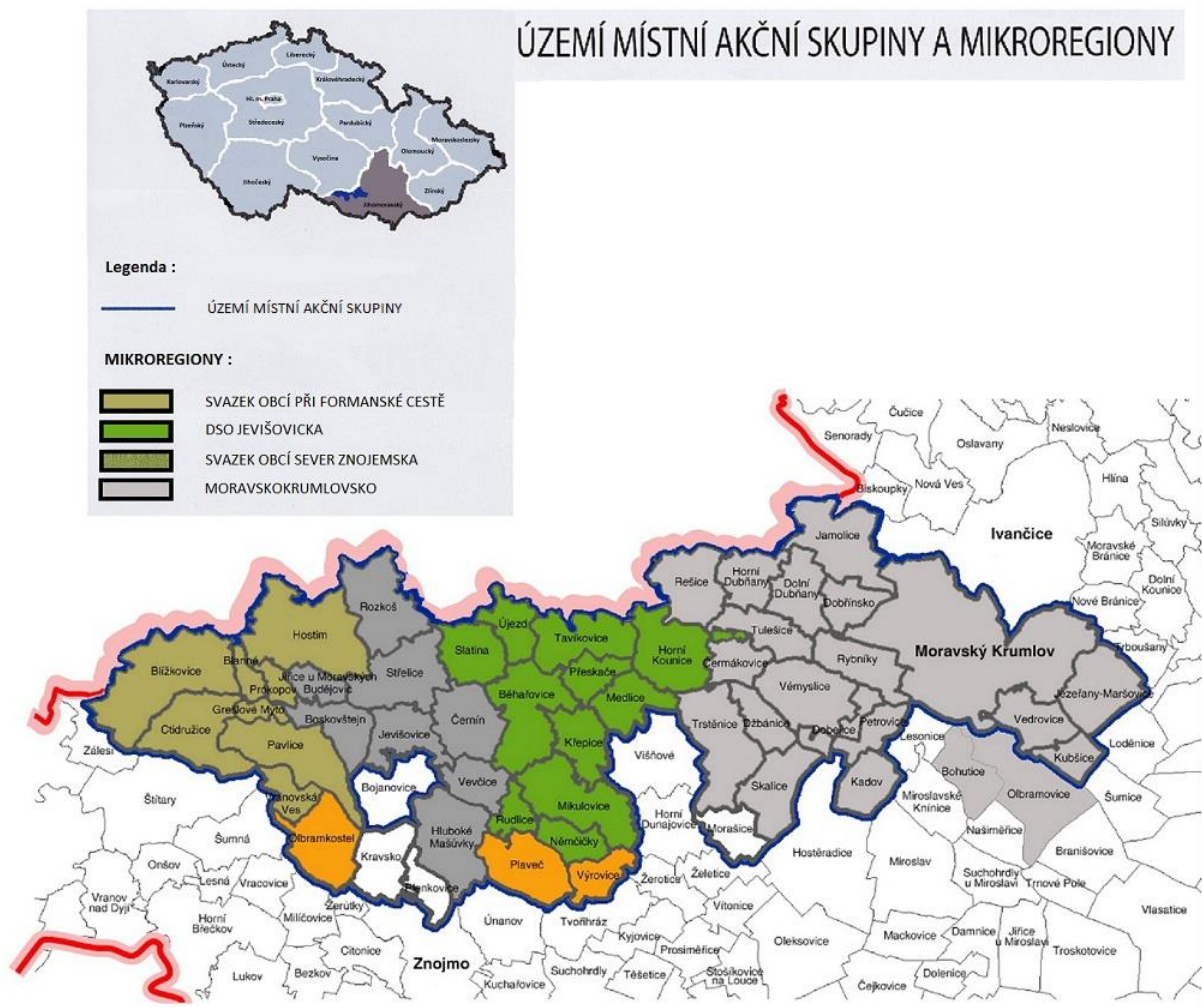 ÚZEMÍ MÍSTNÍ AKČNÍ SKUPINY A MIKROREGIONY
Liberecký
Ústecký
Karlovarský
Královéhradecký
Hl. m. Praha
Plzeňský
Středoceský
Pardubický
Moravskoslezský
Olomoucký
Vysočina
Jihočeský
Zlínský
Jihomoravský
Legenda :
ÚZEMÍ MÍSTNÍ AKČNÍ SKUPINY
MIKROREGIONY :
SVAZEK OBCÍ PŘI FORMANSKÉ CESTĚ
DSO JEVIŠOVICKA
SVAZEK OBCÍ SEVER ZNOJEMSKA
MORAVSKOKRUMLOVSKO
Čučice
Senorady
Oslavany
Neslovice
Biskoupky
Nová Ves
Hlína
Ivančice
Silůvky
Moravské
Bránice
Dolní
Kounice
Nové Bránice
Trboušany
Jamolice
Rešice
Horní
Dubňany
Dolní
Dubňany
Dobřínsko
Rozkoš
Hostim
Újezd
Tavíkovice
Slatina
Horní
Kounice
Tulešice
Čermákovice
Rybníky
Moravský Krumlov
Blížkovice
Blanné
Jiřice u Moravských
Budějovic
Prokopov
Střelice
Přeskače
Běhařovice
Medlice
Vémyslice
Jezeřany-Maršovice
Grešlové Mýto
Ctidružice
Boskovštejn
Jevišovice
Černín
Trstěnice
Džbánice
Dobelice
Petrovice
Vedrovice
Pavlice
Křepice
Višňové
Lesonice
Kubšice
Loděnice
Zálesí
Bojanovice
Vevčice
Skalice
Kadov
Bohutice
Štítary
Vranovská
Ves
Mikulovice
Miroslavské
Knínice
Olbramovice
Šumice
Rudlice
Horní
Dunajovice
Morašice
Našiměřice
Šumná
Olbramkostel
Hluboké
Mašůvky
Němčičky
Hostěradice
Branišovice
Kravsko
Plaveč
Výrovice
Miroslav
Onšov
Lesná
Vracovice
Plenkovice
Žerotice
Želetice
Suchohrdly
u Miroslavi
Trnové Pole
Vranov
nad Dyjí
Horní
Břečkov
Milíčovice
Žerůtky
Únanov
Tvořihráz
Vítonice
Vlasatice
Citonice
Znojmo
Kyjovice
Prosiměřice
Oleksovice
Mackovice
Damnice
Jiřice
u Miroslavi
Troskotovice
Lukov
Bezkov
Kuchařovice
Suchohrdly
Těšetice
Stošíkovice
na Louce
Dolenice
Čejkovice